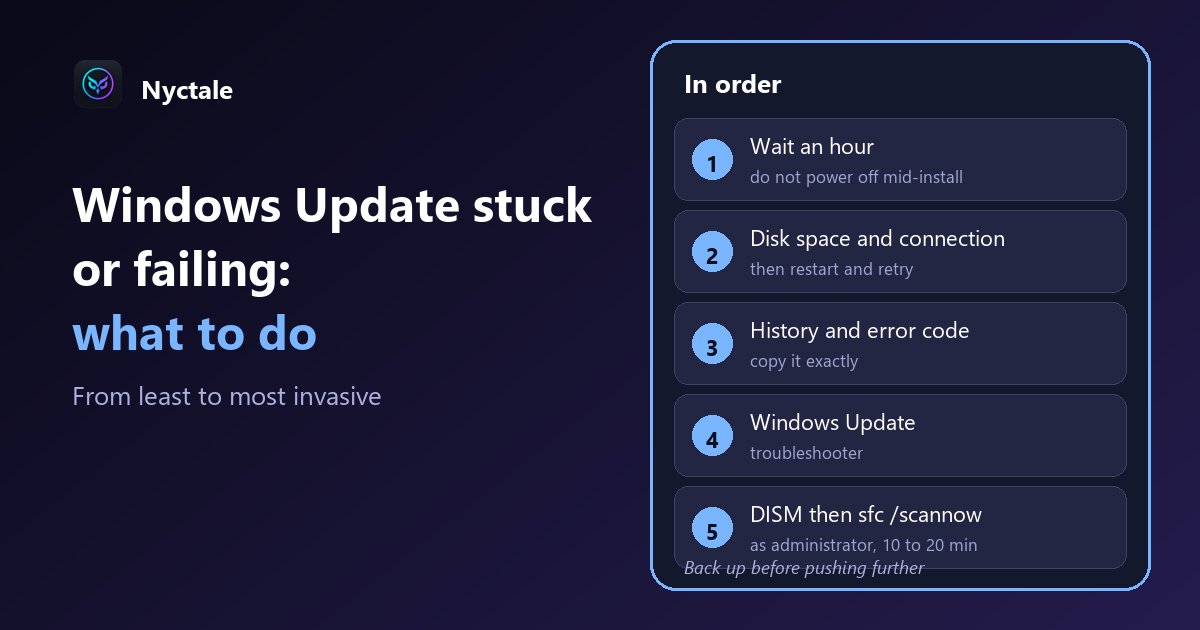 Nyctale
Windows Update stuck
or failing:
what to do
From least to most invasive
In order
1
Wait an hour
do not power off mid-install
2
Disk space and connection
then restart and retry
3
History and error code
copy it exactly
4
Windows Update
troubleshooter
5
DISM then sfc /scannow
as administrator, 10 to 20 min
Back up before pushing further